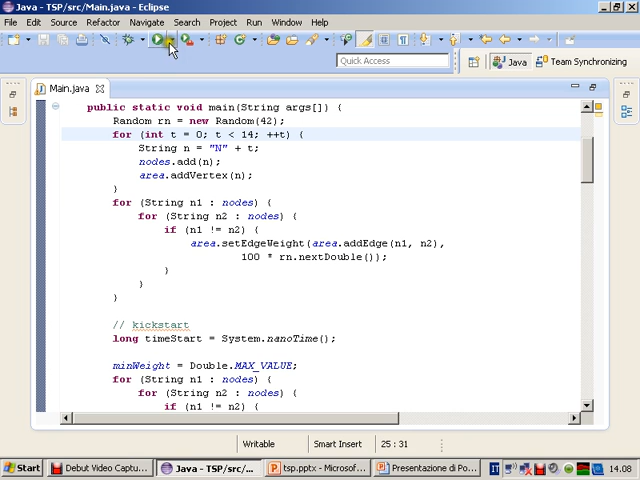 Java - TSP/src/Main.java - Eclipse
File Edit Source Refactor Navigate Search Project Run Window Help
Quick Access
Java
Team Synchronizing
Main.java
public static void main(String args[]) {
Random rn = new Random(42);
for (int t = 0; t < 14; ++t) {
String n = "N" + t;
nodes.add(n);
area.addVertex(n);
}
for (String n1 : nodes) {
for (String n2 : nodes) {
if (n1 != n2) {
area.setEdgeWeight(area.addEdge(n1, n2),
100 * rn.nextDouble());
}
}
}
// kickstart
long timeStart = System.nanoTime();
minWeight = Double.MAX_VALUE;
for (String n1 : nodes) {
for (String n2 : nodes) {
if (n1 != n2) {
Writable
Smart Insert
25 : 31
Start
Debut Video Captu...
Java - TSP/src/...
tsp.pptx - Microsof...
Presentazione di Po...
IT
14.08